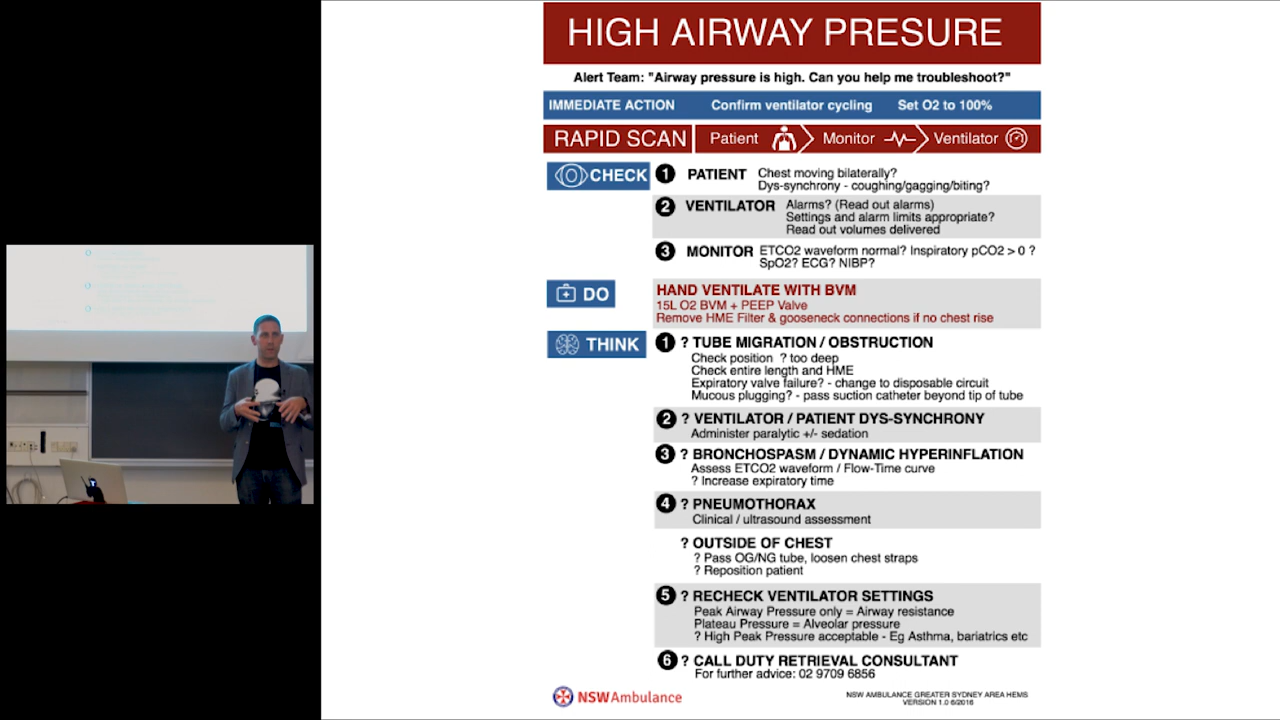 HIGH AIRWAY PRESURE
Alert Team: "Airway pressure is high. Can you help me troubleshoot?"
IMMEDIATE ACTION Confirm ventilator cycling Set O2 to 100%
RAPID SCAN Patient Monitor Ventilator
CHECK 1 PATIENT Chest moving bilaterally?
Dys-synchrony - coughing/gagging/biting?
2 VENTILATOR Alarms? (Read out alarms)
Settings and alarm limits appropriate?
Read out volumes delivered
3 MONITOR ETCO2 waveform normal? Inspiratory pCO2 > 0 ?
SpO2? ECG? NIBP?
DO HAND VENTILATE WITH BVM
15L O2 BVM + PEEP Valve
Remove HME Filter & gooseneck connections if no chest rise
THINK 1 ? TUBE MIGRATION / OBSTRUCTION
Check position ? too deep
Check entire length and HME
Expiratory valve failure? - change to disposable circuit
Mucous plugging? - pass suction catheter beyond tip of tube
2 ? VENTILATOR / PATIENT DYS-SYNCHRONY
Administer paralytic +/- sedation
3 ? BRONCHOSPASM / DYNAMIC HYPERINFLATION
Assess ETCO2 waveform / Flow-Time curve
? Increase expiratory time
4 ? PNEUMOTHORAX
Clinical / ultrasound assessment
? OUTSIDE OF CHEST
? Pass OG/NG tube, loosen chest straps
? Reposition patient
5 ? RECHECK VENTILATOR SETTINGS
Peak Airway Pressure only = Airway resistance
Plateau Pressure = Alveolar pressure
? High Peak Pressure acceptable - Eg Asthma, bariatrics etc
6 ? CALL DUTY RETRIEVAL CONSULTANT
For further advice: 02 9709 6856
NSW Ambulance
NSW AMBULANCE GREATER SYDNEY AREA HEMS
VERSION 1.0 6/2016